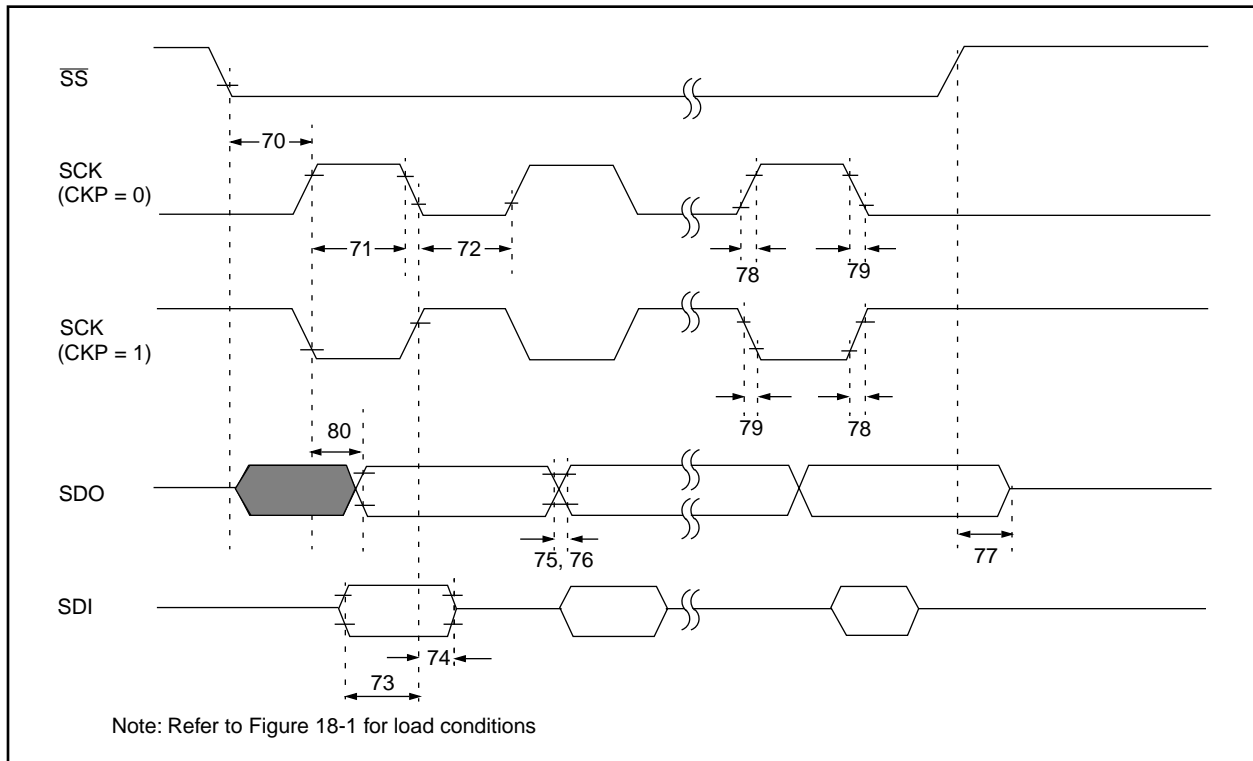 SS
70
SCK
(CKP = 0)
71
72
78
79
SCK
(CKP = 1)
79
78
80
SDO
75, 76
77
SDI
74
73
Note: Refer to Figure 18-1 for load conditions